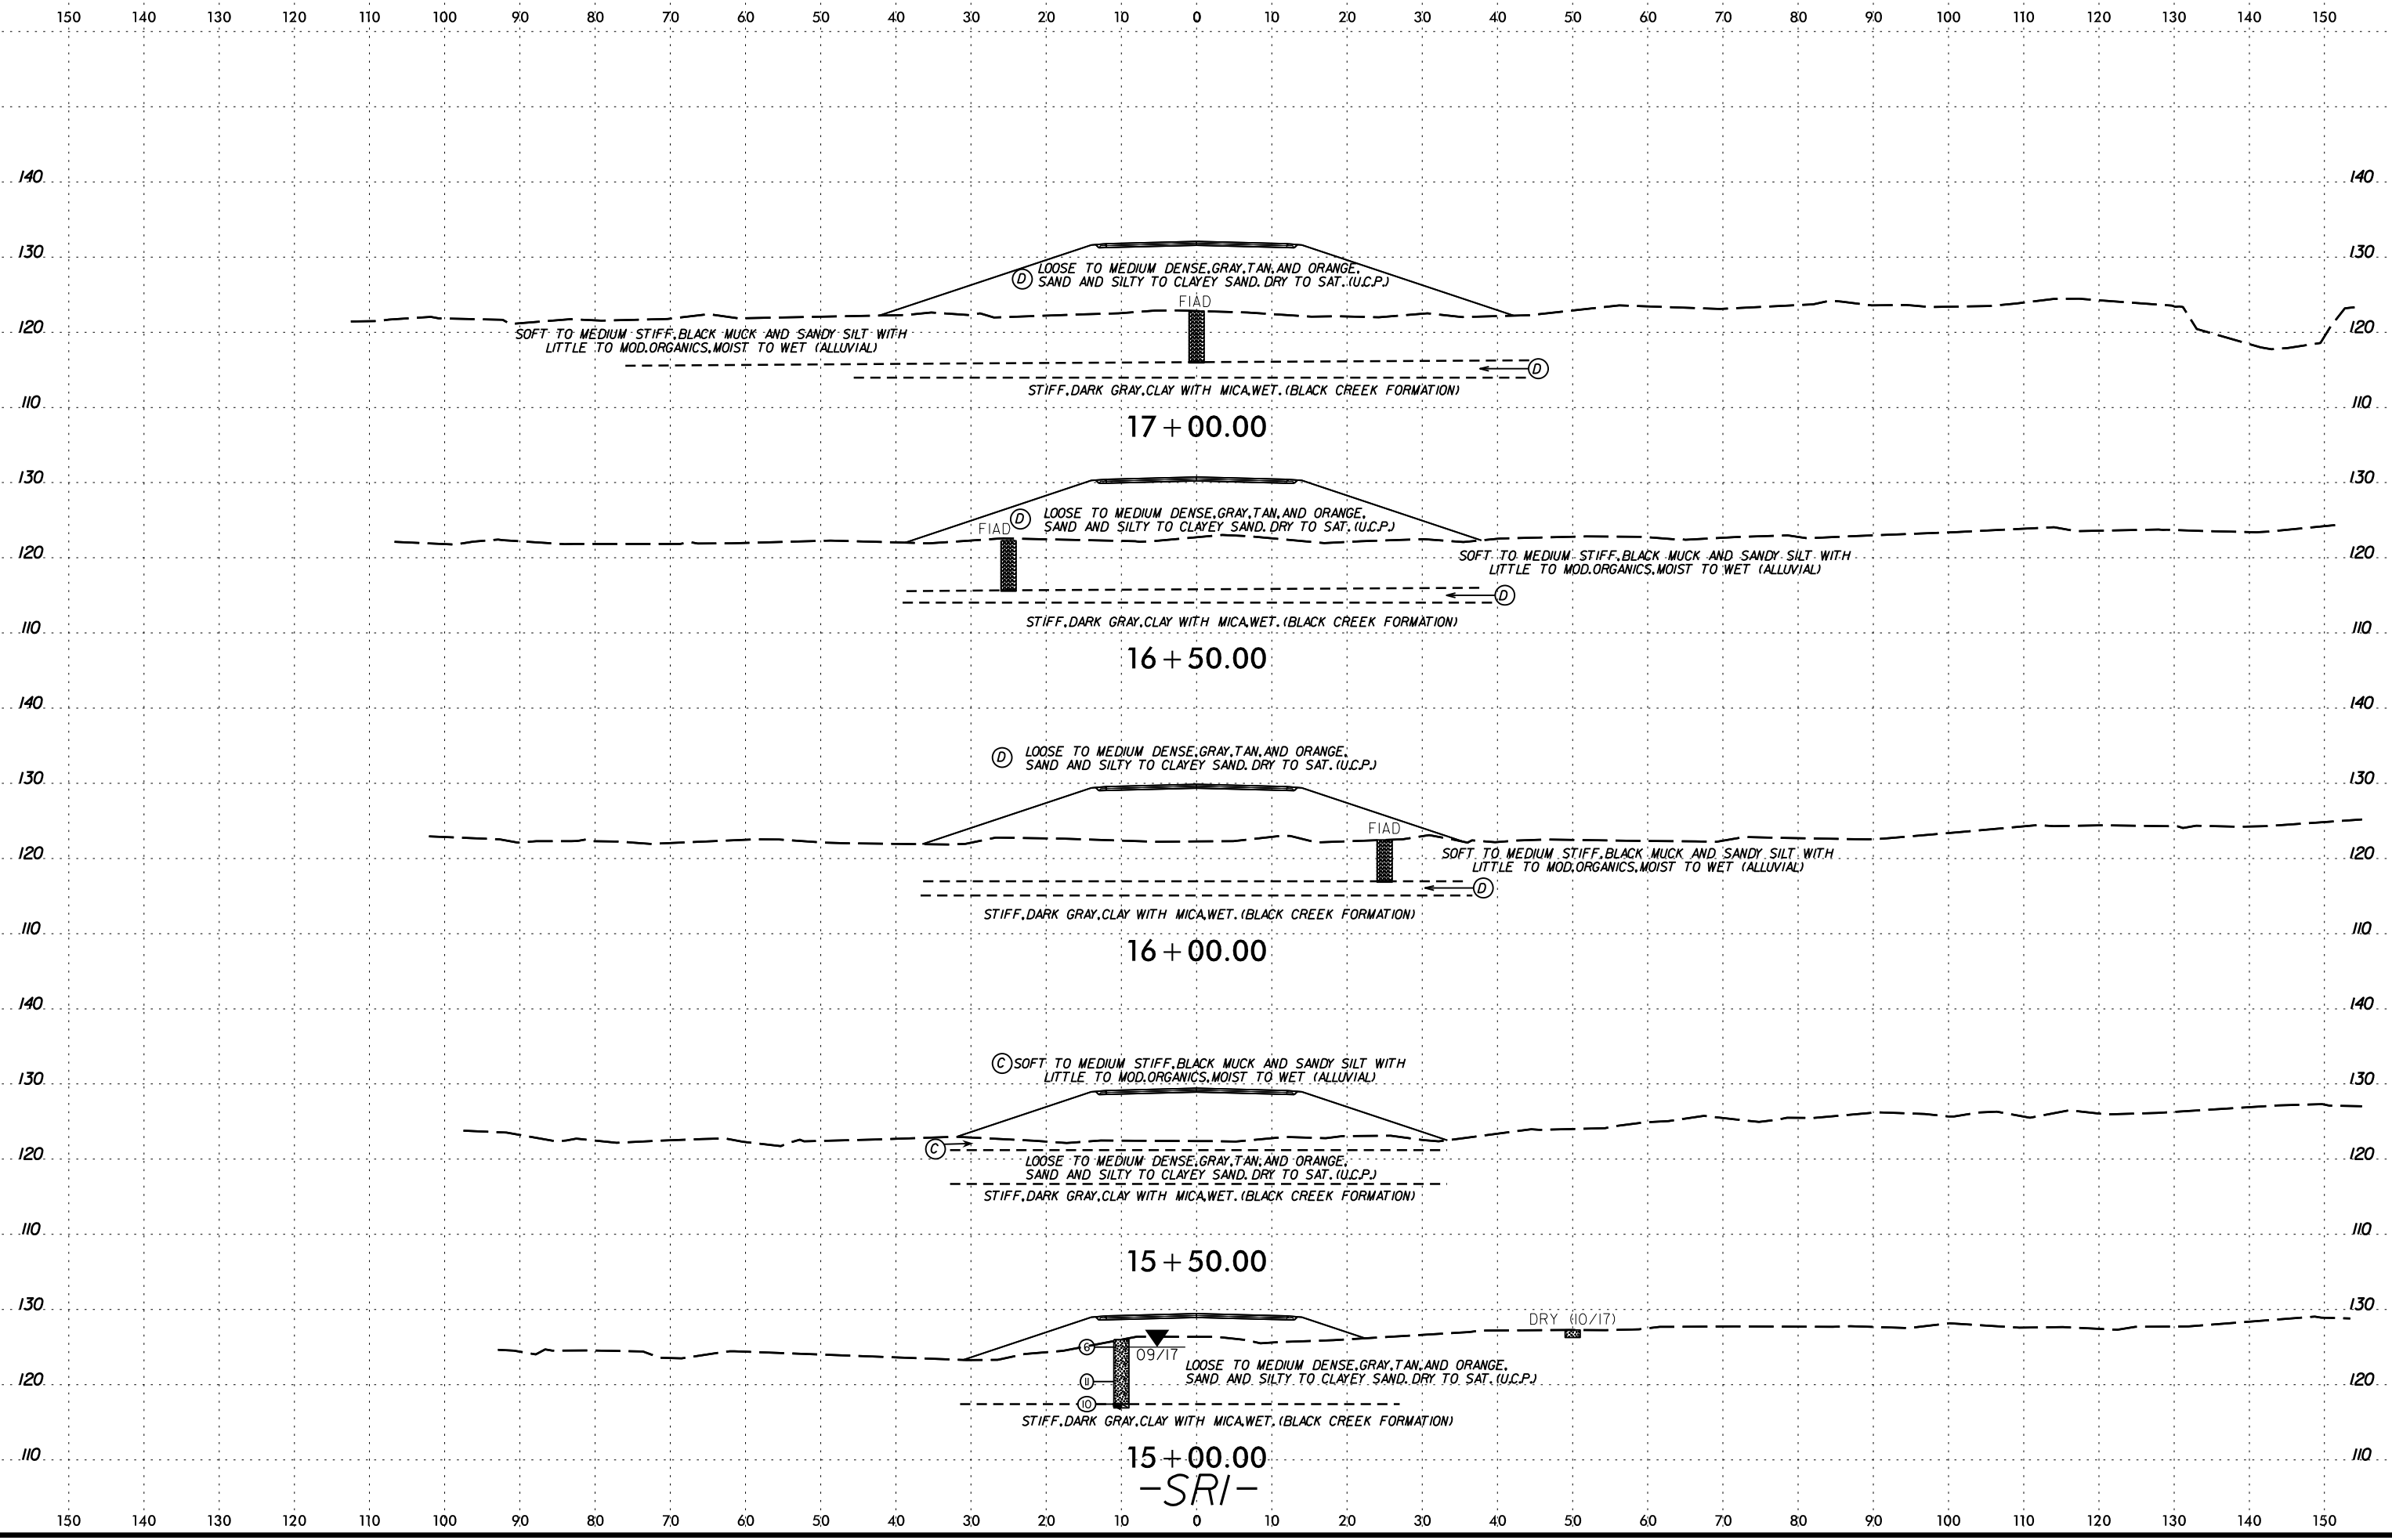 150 140 130 120 110 100 90 80 70 60 50 40 30 20 10 0 10 20 30 40 50 60 70 80 90 100 110 120 130 140 150
140 140
130 130
D LOOSE TO MEDIUM DENSE,GRAY,TAN,AND ORANGE,
SAND AND SILTY TO CLAYEY SAND. DRY TO SAT. (U.C.P.)
FIAD
120 120
SOFT TO MEDIUM STIFF,BLACK MUCK AND SANDY SILT WITH
LITTLE TO MOD.ORGANICS,MOIST TO WET (ALLUVIAL)
D
STIFF,DARK GRAY,CLAY WITH MICA,WET. (BLACK CREEK FORMATION)
110 110
17+00.00
130 130
D LOOSE TO MEDIUM DENSE,GRAY,TAN,AND ORANGE,
SAND AND SILTY TO CLAYEY SAND. DRY TO SAT. (U.C.P.)
FIAD
120 120
SOFT TO MEDIUM STIFF,BLACK MUCK AND SANDY SILT WITH
LITTLE TO MOD.ORGANICS,MOIST TO WET (ALLUVIAL)
D
STIFF,DARK GRAY,CLAY WITH MICA,WET. (BLACK CREEK FORMATION)
110 110
16+50.00
140 140
D LOOSE TO MEDIUM DENSE,GRAY,TAN,AND ORANGE,
SAND AND SILTY TO CLAYEY SAND. DRY TO SAT. (U.C.P.)
130 130
FIAD
120 120
SOFT TO MEDIUM STIFF,BLACK MUCK AND SANDY SILT WITH
LITTLE TO MOD.ORGANICS,MOIST TO WET (ALLUVIAL)
D
STIFF,DARK GRAY,CLAY WITH MICA,WET. (BLACK CREEK FORMATION)
110 110
16+00.00
140 140
C SOFT TO MEDIUM STIFF,BLACK MUCK AND SANDY SILT WITH
LITTLE TO MOD.ORGANICS,MOIST TO WET (ALLUVIAL)
130 130
C
120 120
LOOSE TO MEDIUM DENSE,GRAY,TAN,AND ORANGE,
SAND AND SILTY TO CLAYEY SAND. DRY TO SAT. (U.C.P.)
STIFF,DARK GRAY,CLAY WITH MICA,WET. (BLACK CREEK FORMATION)
110 110
15+50.00
130 130
DRY (10/17)
6
09/17
LOOSE TO MEDIUM DENSE,GRAY,TAN,AND ORANGE,
SAND AND SILTY TO CLAYEY SAND. DRY TO SAT. (U.C.P.)
11
120 120
10
STIFF,DARK GRAY,CLAY WITH MICA,WET. (BLACK CREEK FORMATION)
110 110
15+00.00
-SR1-
150 140 130 120 110 100 90 80 70 60 50 40 30 20 10 0 10 20 30 40 50 60 70 80 90 100 110 120 130 140 150